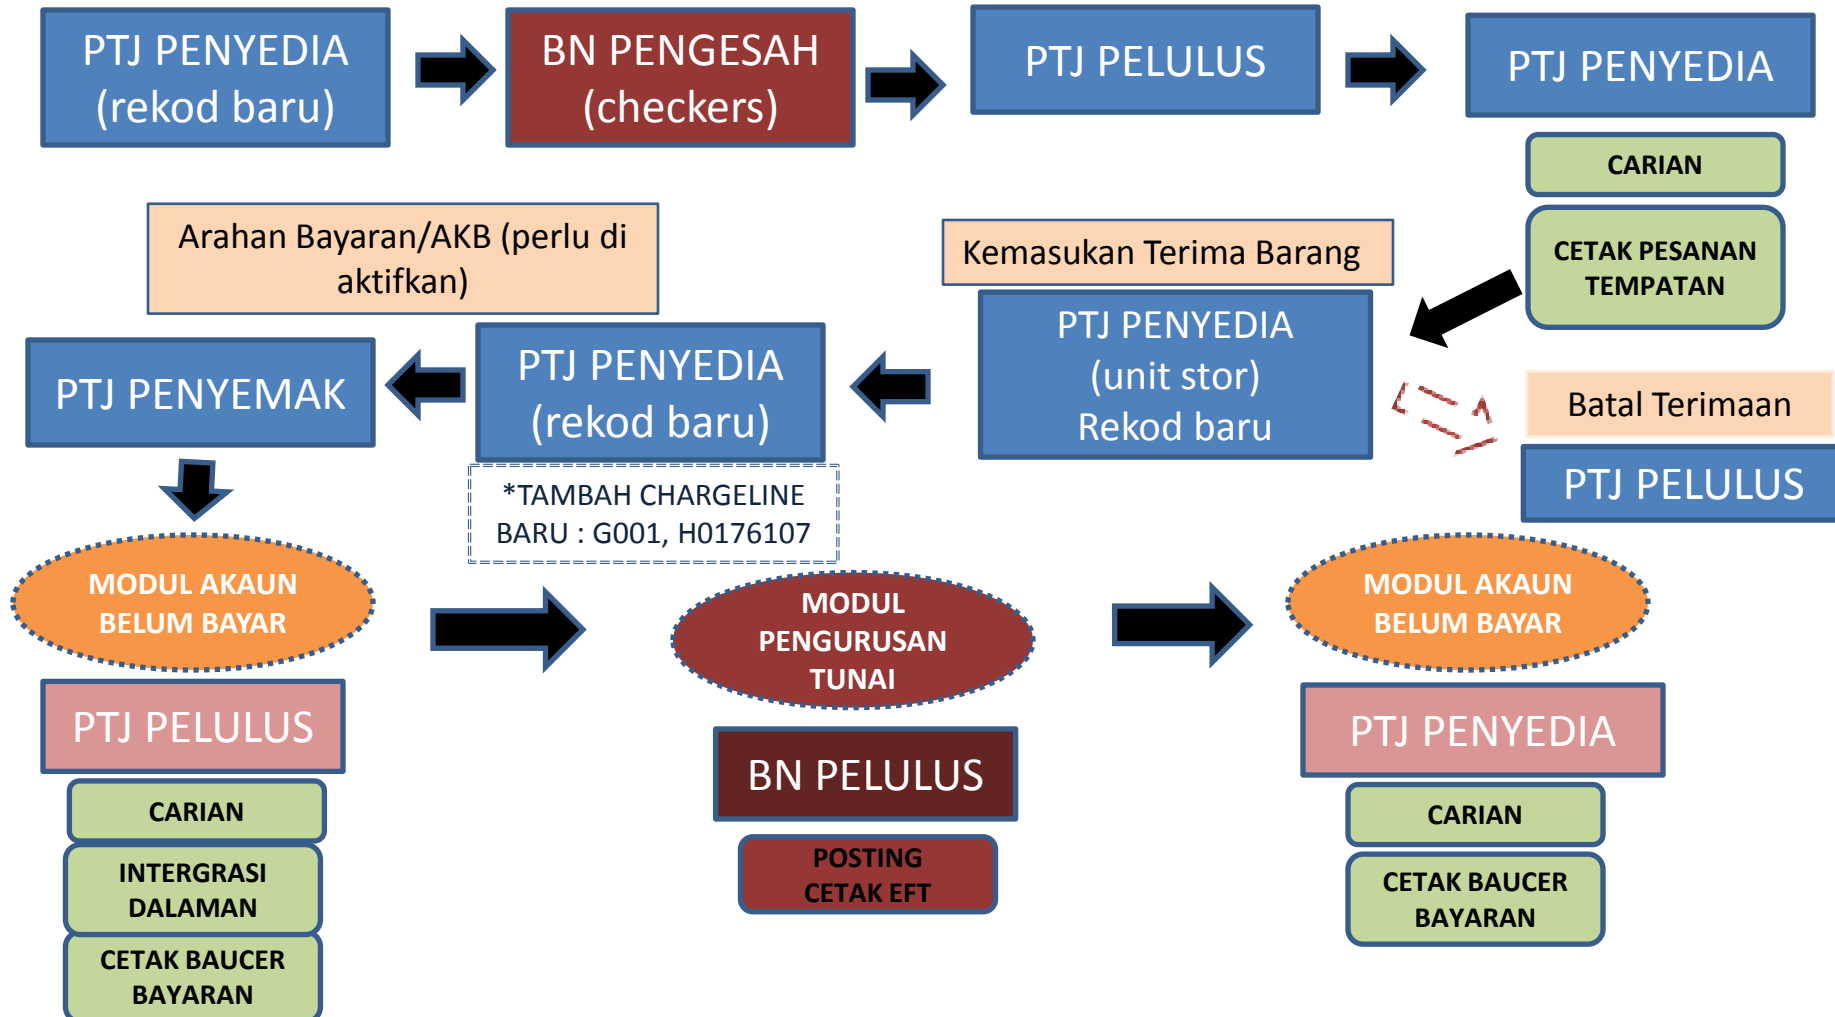 PTJ PENYEDIA
(rekod baru)
BN PENGESAH
(checkers)
PTJ PELULUS
PTJ PENYEDIA
CARIAN
CETAK PESANAN
TEMPATAN
Arahan Bayaran/AKB (perlu di
aktifkan)
Kemasukan Terima Barang
PTJ PENYEDIA
(unit stor)
Rekod baru
Batal Terimaan
PTJ PELULUS
PTJ PENYEDIA
(rekod baru)
*TAMBAH CHARGELINE
BARU : G001, H0176107
PTJ PENYEMAK
MODUL AKAUN
BELUM BAYAR
PTJ PELULUS
CARIAN
INTERGRASI
DALAMAN
CETAK BAUCER
BAYARAN
MODUL
PENGURUSAN
TUNAI
BN PELULUS
POSTING
CETAK EFT
MODUL AKAUN
BELUM BAYAR
PTJ PENYEDIA
CARIAN
CETAK BAUCER
BAYARAN